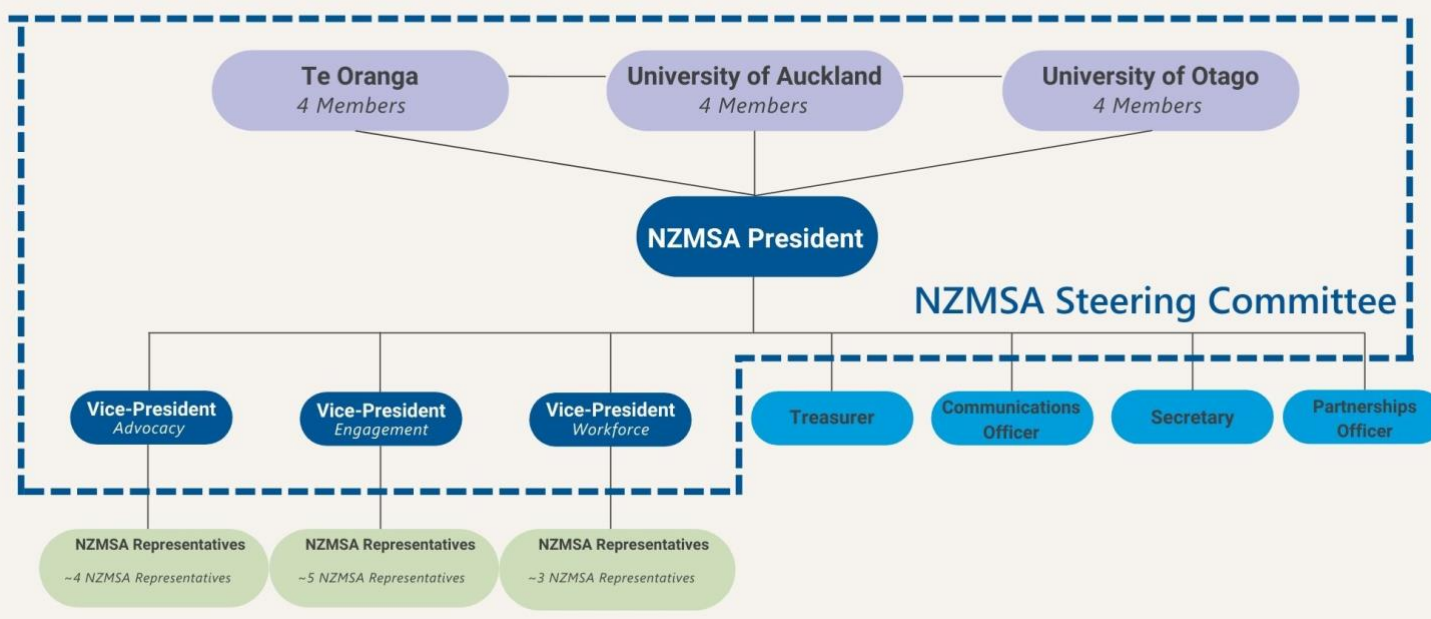 Te Oranga
4 Members
University of Auckland
4 Members
University of Otago
4 Members
NZMSA President
NZMSA Steering Committee
Vice-President
Advocacy
Vice-President
Engagement
Vice-President
Workforce
Treasurer
Communications
Officer
Secretary
Partnerships
Officer
NZMSA Representatives
~4 NZMSA Representatives
NZMSA Representatives
~5 NZMSA Representatives
NZMSA Representatives
~3 NZMSA Representatives